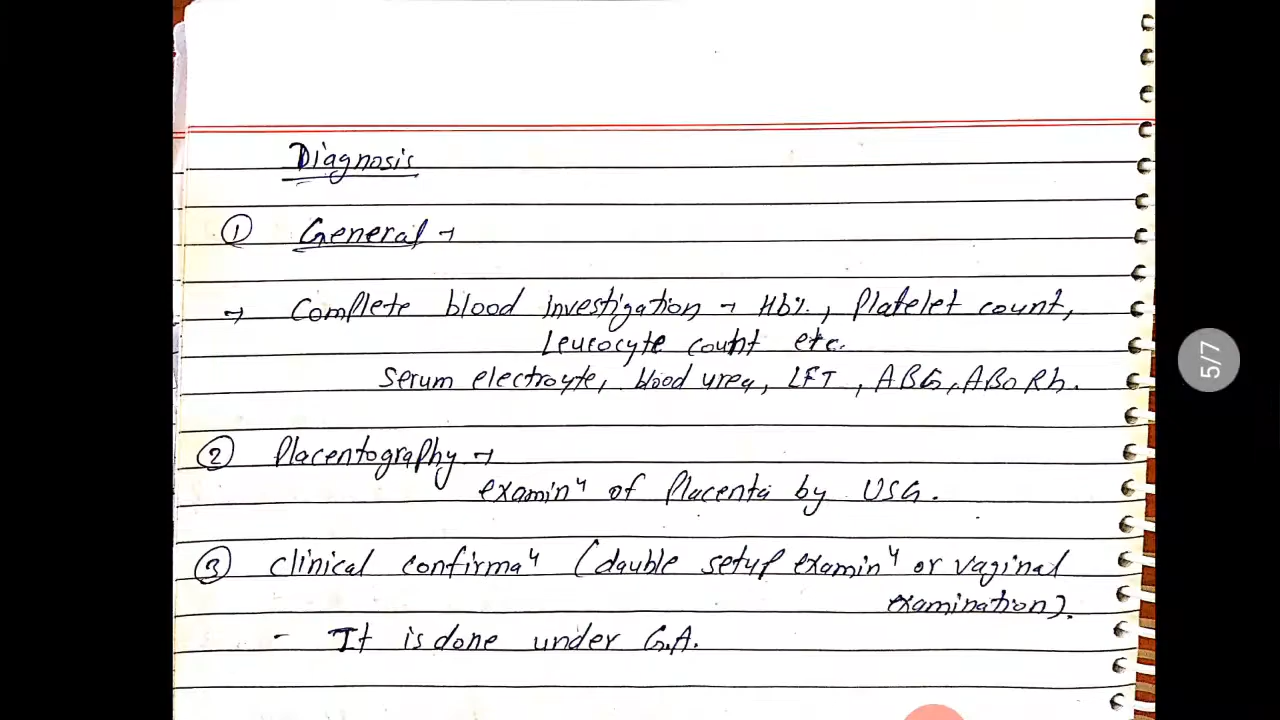 Diagnosis
① General →
→ Complete blood investigation → Hb%, Platelet count,
Leucocyte count etc.
Serum electroyte, blood urea, LFT, ABG, ABO Rh.
② Placentography →
examinⁿ of Placenta by USG.
③ Clinical confirmaⁿ (double setup examinⁿ or vaginal
examination).
- It is done under G.A.
5/7